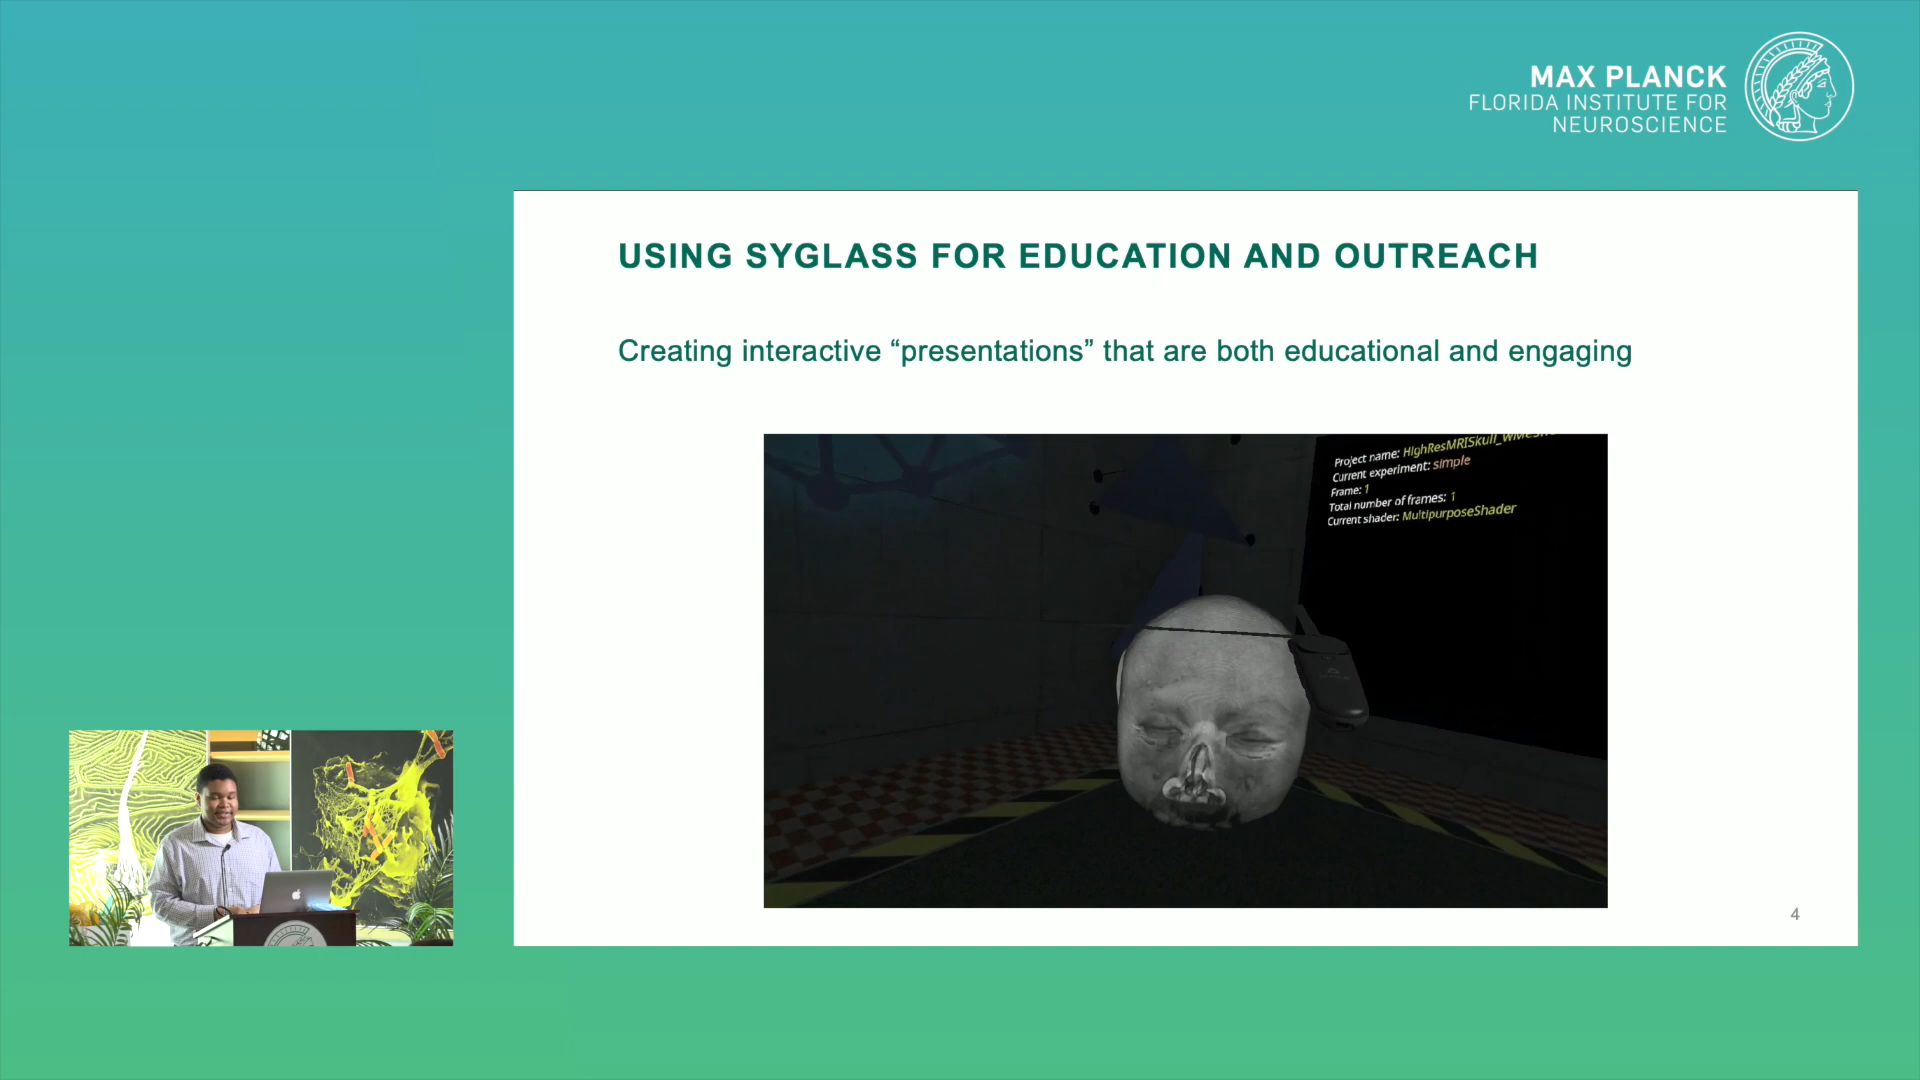 MAX PLANCK
FLORIDA INSTITUTE FOR
NEUROSCIENCE
USING SYGLASS FOR EDUCATION AND OUTREACH
Creating interactive “presentations” that are both educational and engaging
Project name:
Current experiment: simple
Frame: 1
Total number of frames: 1
Current shader: MultipurposeShader
4